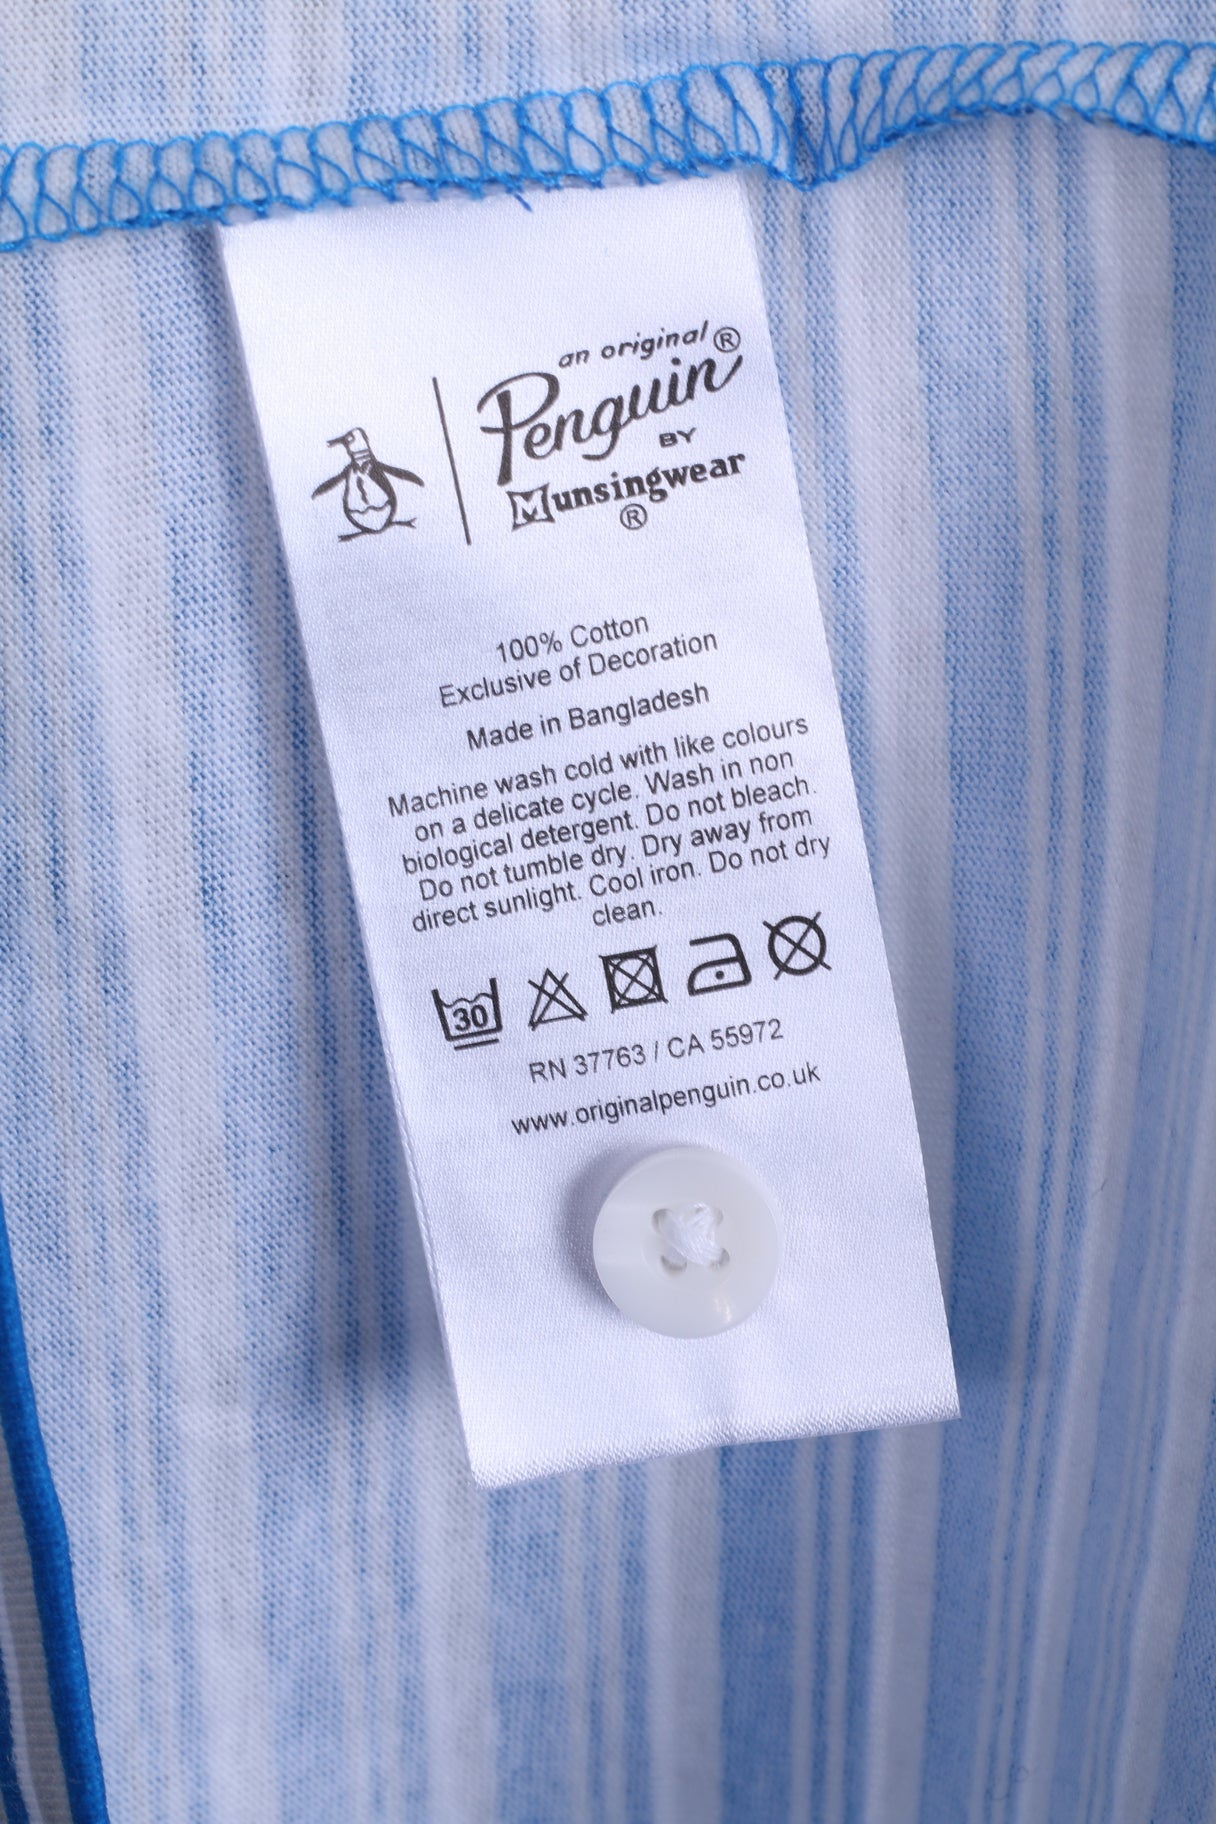 an original®
Penguin
BY
Munsingwear
®
100% Cotton
Exclusive of Decoration
Made in Bangladesh
Machine wash cold with like colours
on a delicate cycle. Wash in non
biological detergent. Do not bleach.
Do not tumble dry. Dry away from
direct sunlight. Cool iron. Do not dry
clean.
30
RN 37763 / CA 55972
www.originalpenguin.co.uk